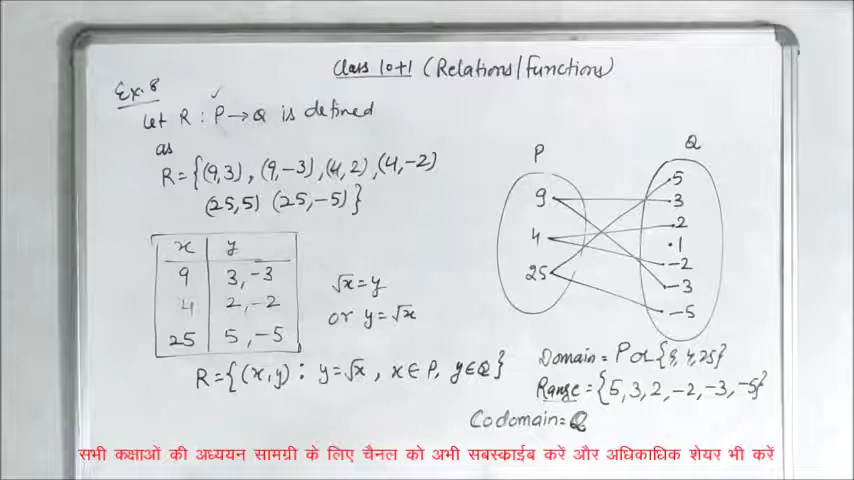 Class 10+1 (Relations/Functions)
Ex.8
Let R : P→Q is defined
as
R={(9,3), (9,-3), (4,2), (4,-2)
(25,5) (25,-5)}
x y
9 3,-3
4 2,-2
25 5,-5
√x=y
or y=√x
R={(x,y) : y=√x, x∈P, y∈Q}
P Q
9
4
25
5
3
2
1
-2
-3
-5
Domain = P or {9,4,25}
Range = {5,3,2,-2,-3,-5}
Codomain = Q
सभी कक्षाओं की अध्ययन सामग्री के लिए चैनल को अभी सबस्क्राईब करें और अधिकाधिक शेयर भी करें